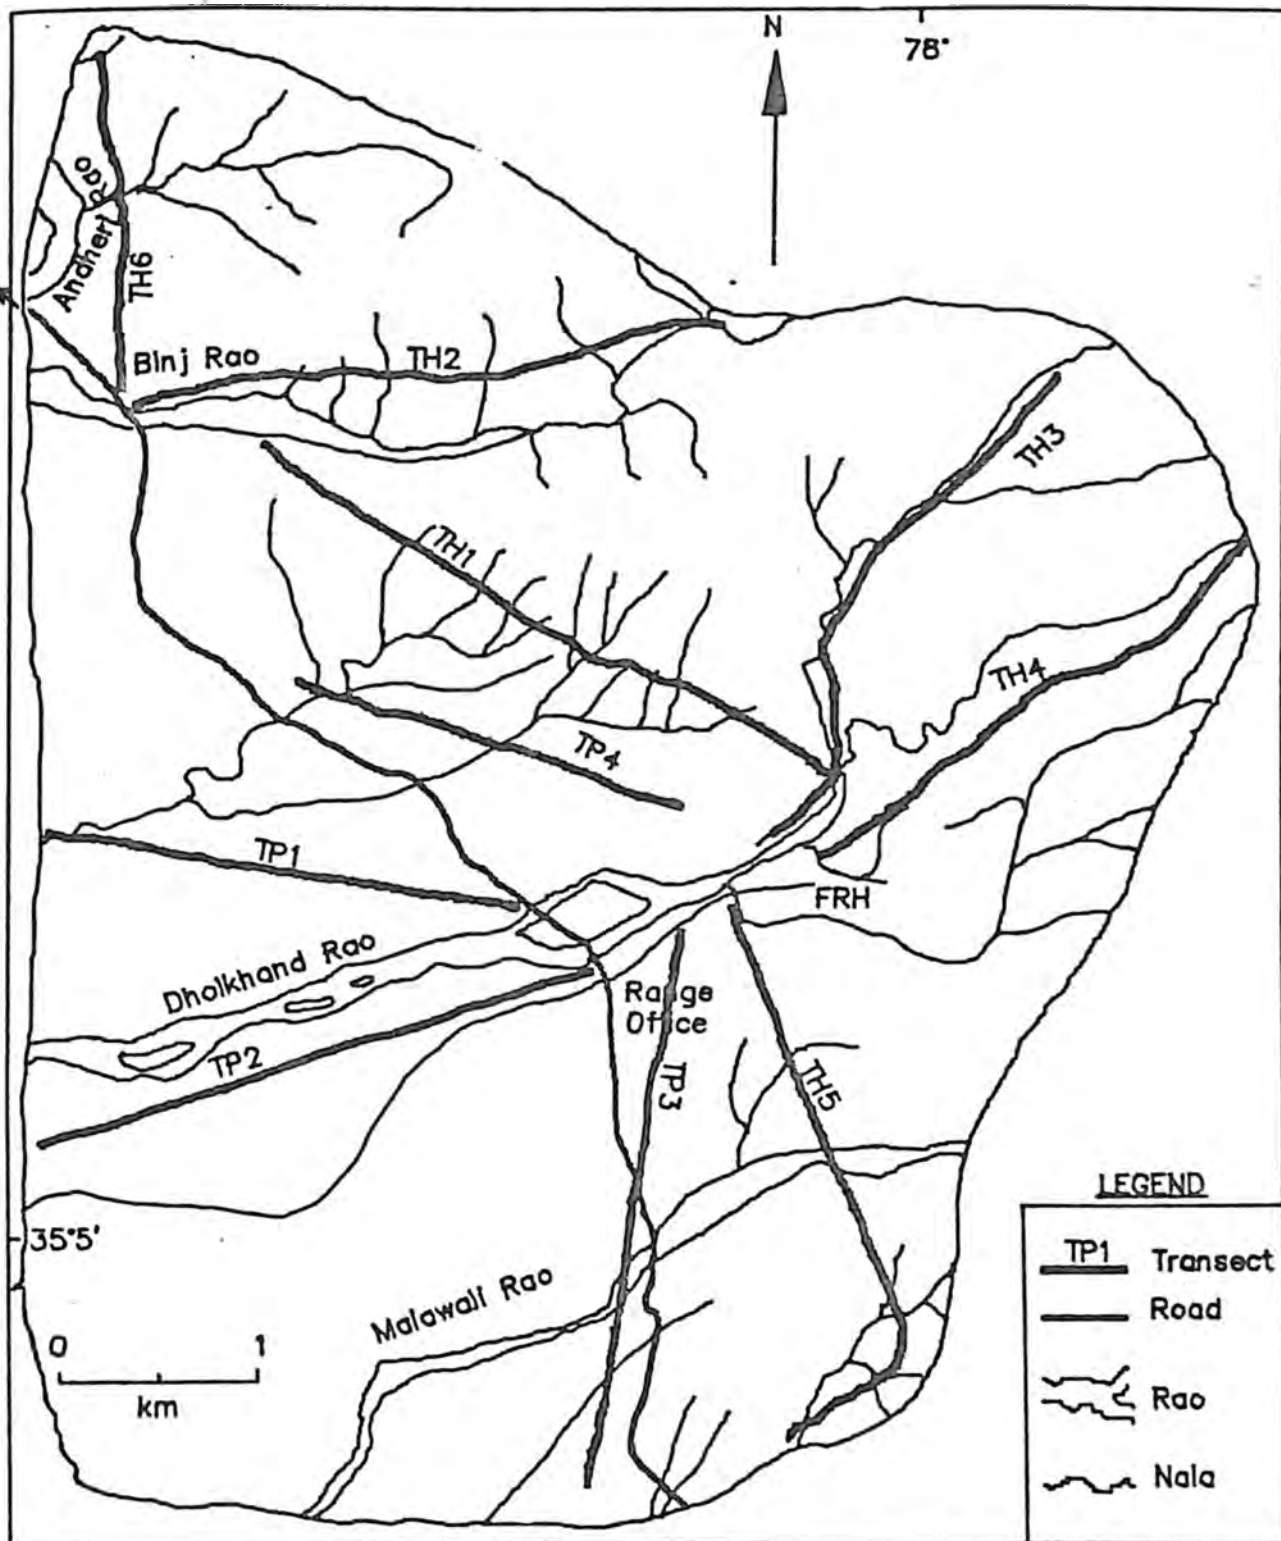 N
78°
Andheri Rao
TH6
Binj Rao
TH2
TH3
TH1
TH4
TP4
TP1
FRH
Dholkhand Rao
Range
Office
TP2
TP3
TH5
35°5'
Malawali Rao
0 1
km
LEGEND
TP1 Transect
Road
Rao
Nala